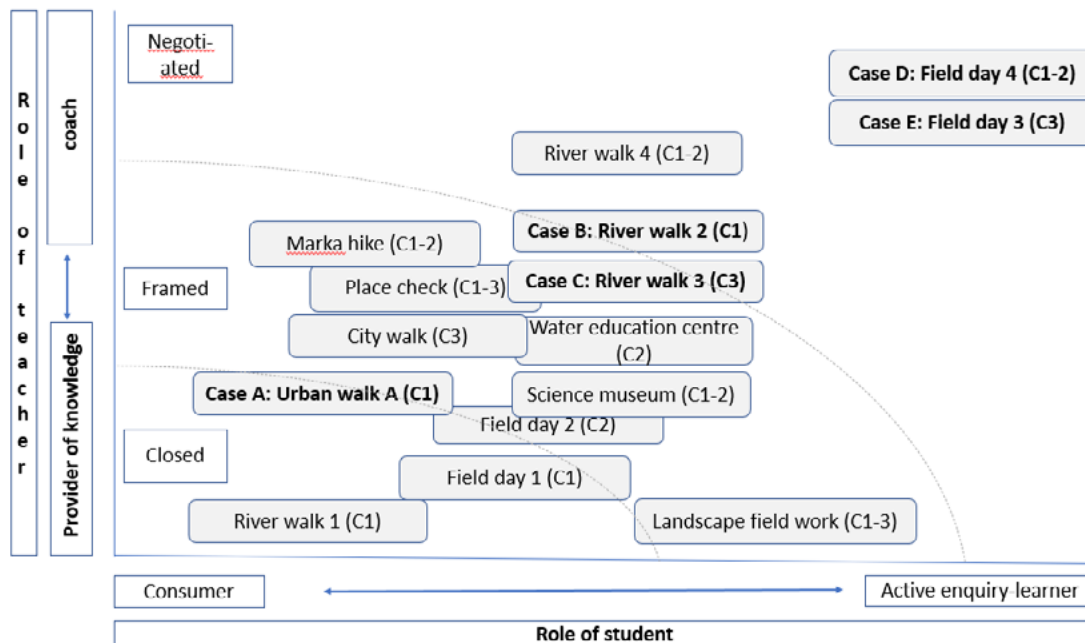 Role of teacher
coach
Provider of knowledge
Negoti-
ated
Framed
Closed
Case D: Field day 4 (C1-2)
Case E: Field day 3 (C3)
River walk 4 (C1-2)
Case B: River walk 2 (C1)
Marka hike (C1-2)
Case C: River walk 3 (C3)
Place check (C1-3)
City walk (C3)
Water education centre
(C2)
Case A: Urban walk A (C1)
Science museum (C1-2)
Field day 2 (C2)
Field day 1 (C1)
River walk 1 (C1)
Landscape field work (C1-3)
Consumer
Active enquiry-learner
Role of student